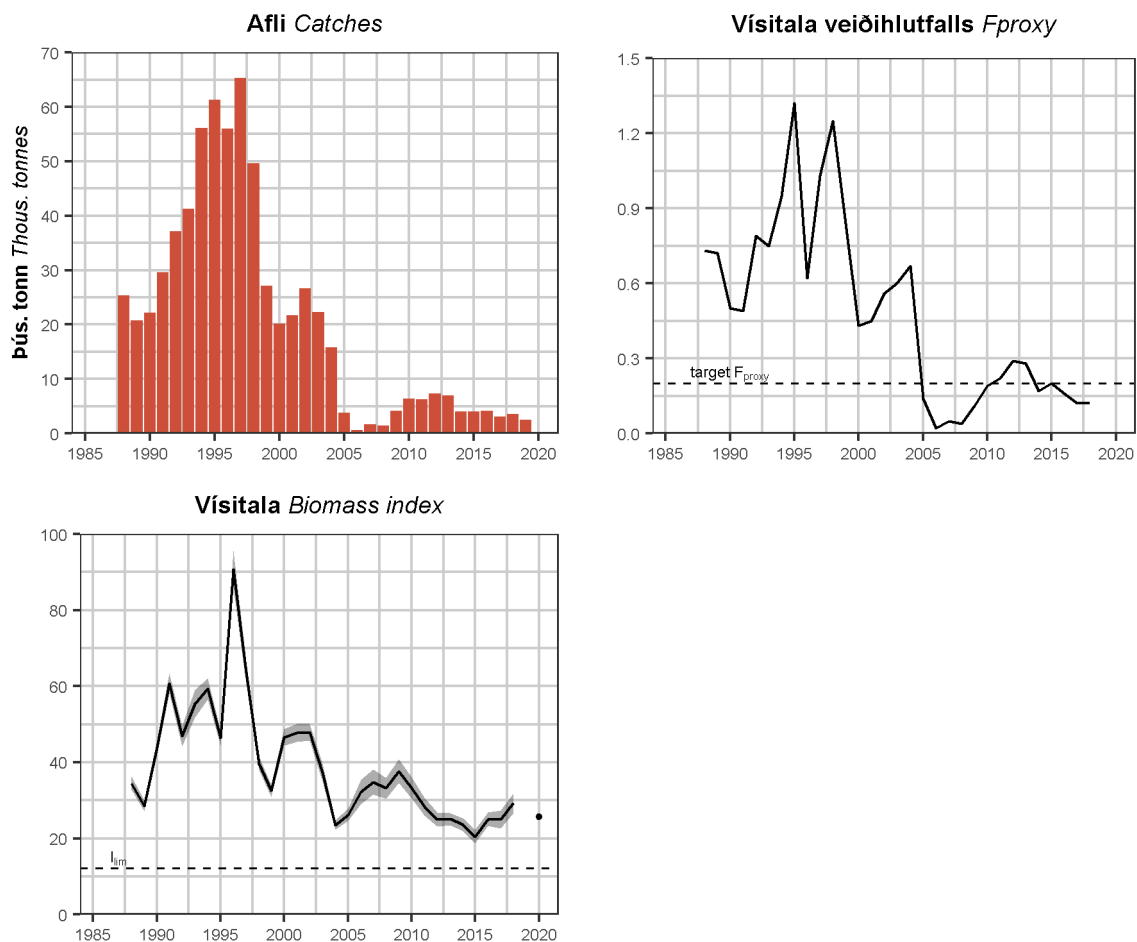 Afli Catches
Þús. tonn Thous. tonnes
70
60
50
40
30
20
10
0
1985 1990 1995 2000 2005 2010 2015 2020
Vísitala veiðihlutfalls Fproxy
1.5
1.2
0.9
0.6
0.3
0.0
target Fproxy
1985 1990 1995 2000 2005 2010 2015 2020
Vísitala Biomass index
100
80
60
40
20
0
Ilim
1985 1990 1995 2000 2005 2010 2015 2020